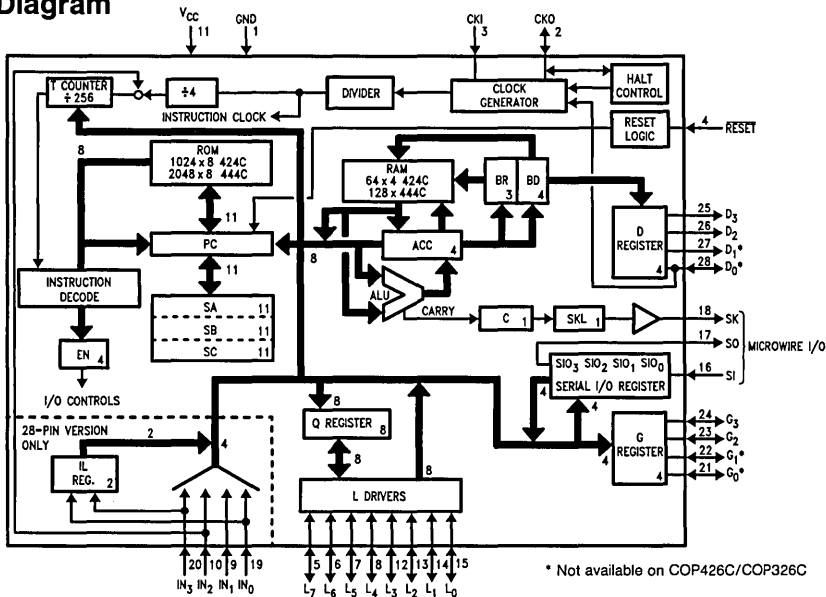 Diagram
VCC
11
GND
1
CKI
3
CKO
2
T COUNTER
÷ 256
÷4
DIVIDER
CLOCK
GENERATOR
HALT
CONTROL
INSTRUCTION CLOCK
RESET
LOGIC
4
RESET
8
ROM
1024 x 8 424C
2048 x 8 444C
RAM
64 x 4 424C
128 x 444C
BR
3
BD
4
D
REGISTER
4
25 D3
26 D2
27 D1*
28 D0*
11
PC
8
ACC
4
11
INSTRUCTION
DECODE
SA 11
SB 11
SC 11
ALU
CARRY
C 1
SKL 1
18 SK
17 SO
16 SI
MICROWIRE I/O
EN
4
I/O CONTROLS
SIO3 SIO2 SIO1 SIO0
SERIAL I/O REGISTER
4
4
28-PIN VERSION
ONLY
2
4
IL
REG. 2
8
Q REGISTER
8
8
8
L DRIVERS
G
REGISTER
4
4
24 G3
23 G2
22 G1*
21 G0*
20 10 9 19
IN3 IN2 IN1 IN0
5 6 7 8 12 13 14 15
L7 L6 L5 L4 L3 L2 L1 L0
* Not available on COP426C/COP326C